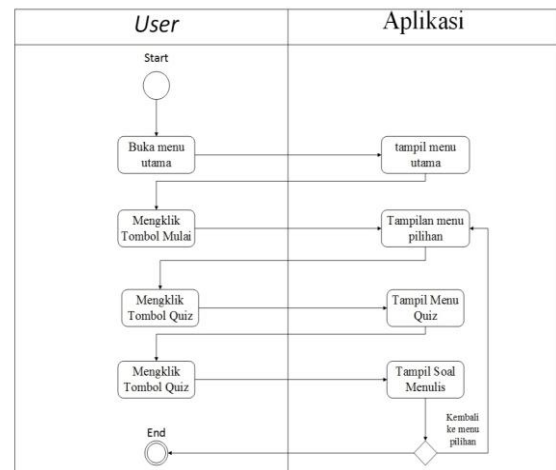 User
Aplikasi
Start
Buka menu
utama
tampil menu
utama
Mengklik
Tombol Mulai
Tampilan menu
pilihan
Mengklik
Tombol Quiz
Tampil Menu
Quiz
Mengklik
Tombol Quiz
Tampil Soal
Menulis
Kembali
ke menu
pilihan
End